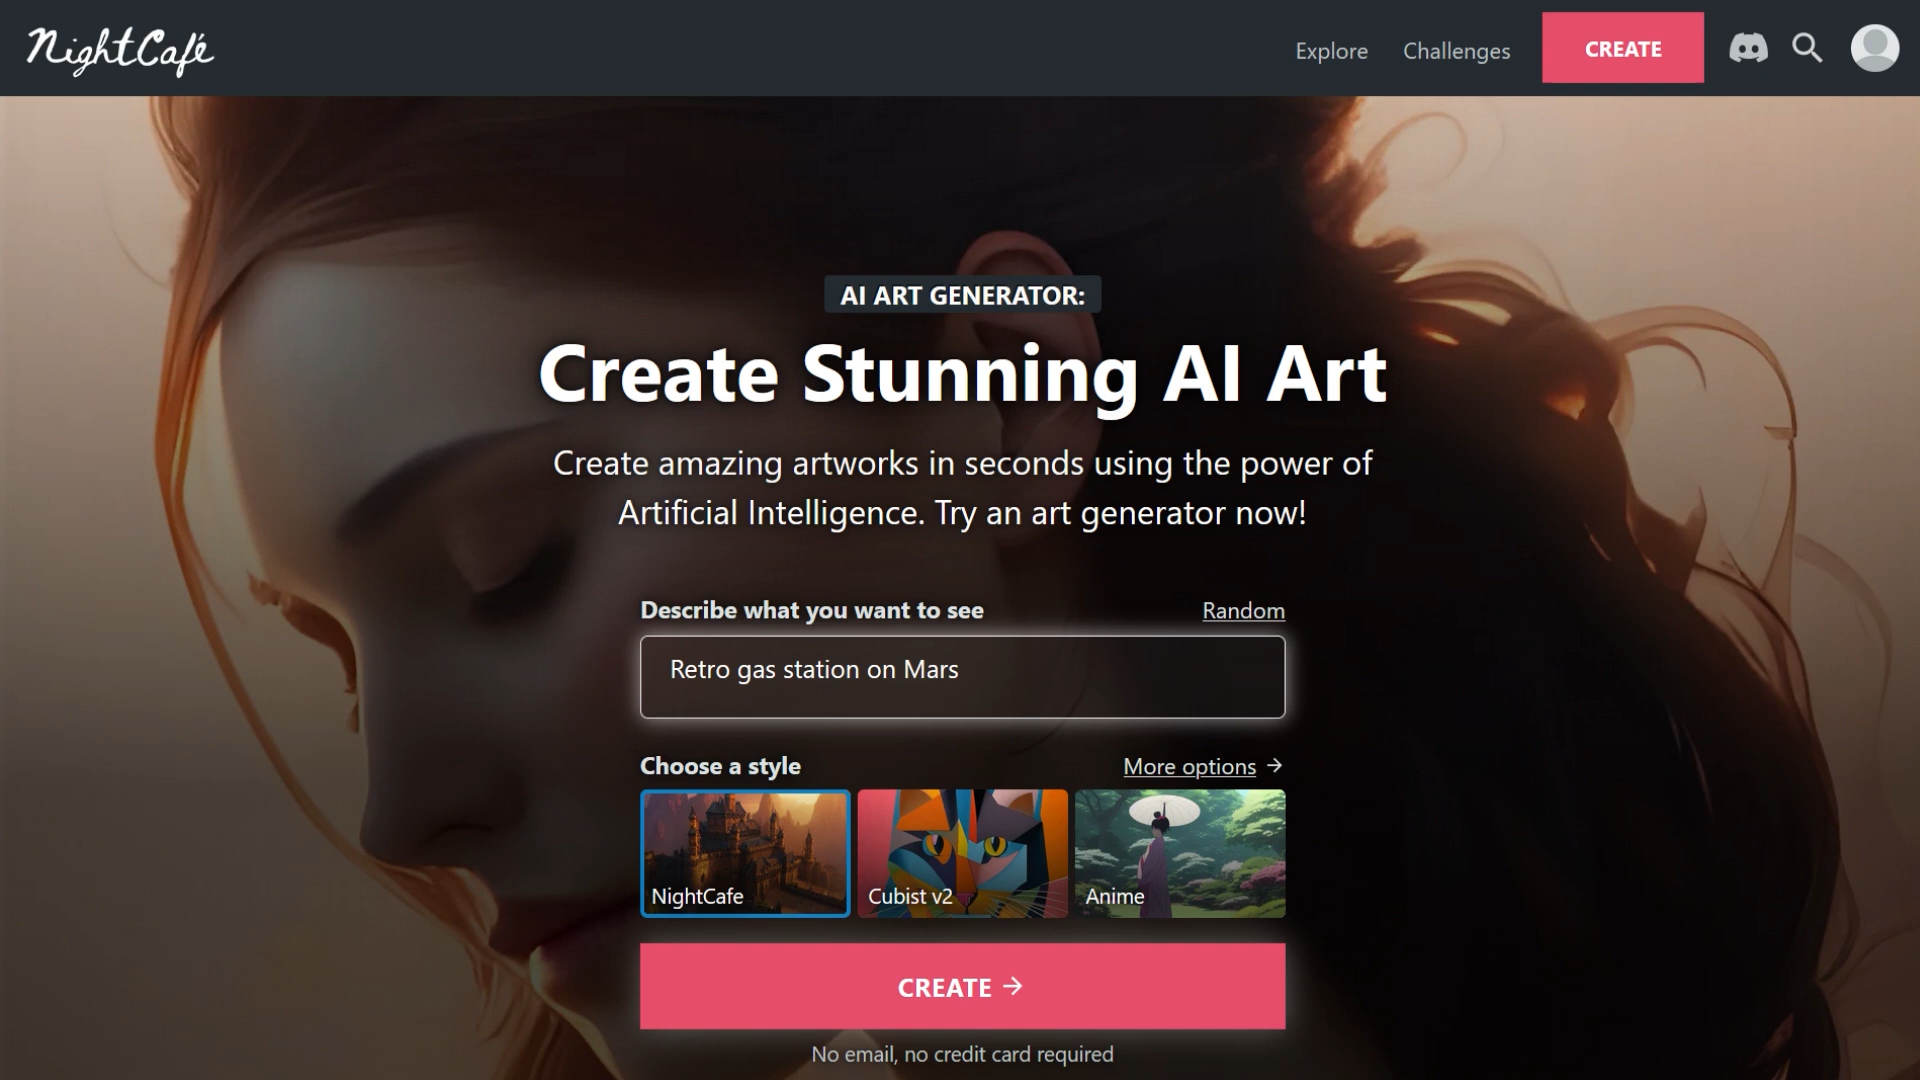 NightCafé
Explore
Challenges
CREATE
AI ART GENERATOR:
Create Stunning AI Art
Create amazing artworks in seconds using the power of
Artificial Intelligence. Try an art generator now!
Describe what you want to see
Random
Retro gas station on Mars
Choose a style
More options →
NightCafe
Cubist v2
Anime
CREATE →
No email, no credit card required